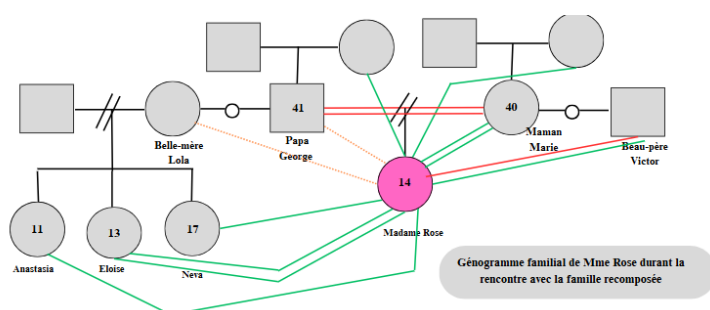 41
40
Belle-mère
Lola
Papa
George
Maman
Marie
Beau-père
Victor
14
Madame Rose
11
13
17
Anastasia
Eloise
Neva
Génogramme familial de Mme Rose durant la
rencontre avec la famille recomposée